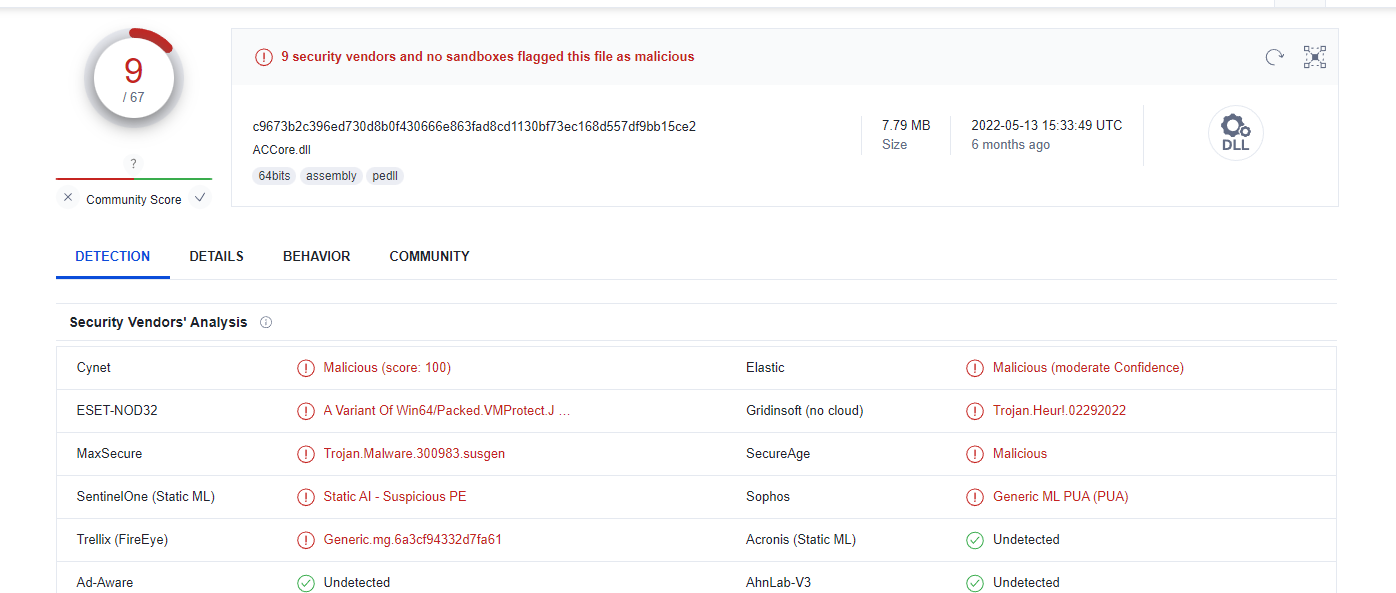 9
/ 67
?
Community Score
9 security vendors and no sandboxes flagged this file as malicious
c9673b2c396ed730d8b0f430666e863fad8cd1130bf73ec168d557df9bb15ce2
ACCore.dll
64bits assembly pedll
7.79 MB
Size
2022-05-13 15:33:49 UTC
6 months ago
DLL
DETECTION DETAILS BEHAVIOR COMMUNITY
Security Vendors' Analysis
Cynet Malicious (score: 100) Elastic Malicious (moderate Confidence)
ESET-NOD32 A Variant Of Win64/Packed.VMProtect.J ... Gridinsoft (no cloud) Trojan.Heur!.02292022
MaxSecure Trojan.Malware.300983.susgen SecureAge Malicious
SentinelOne (Static ML) Static AI - Suspicious PE Sophos Generic ML PUA (PUA)
Trellix (FireEye) Generic.mg.6a3cf94332d7fa61 Acronis (Static ML) Undetected
Ad-Aware Undetected AhnLab-V3 Undetected